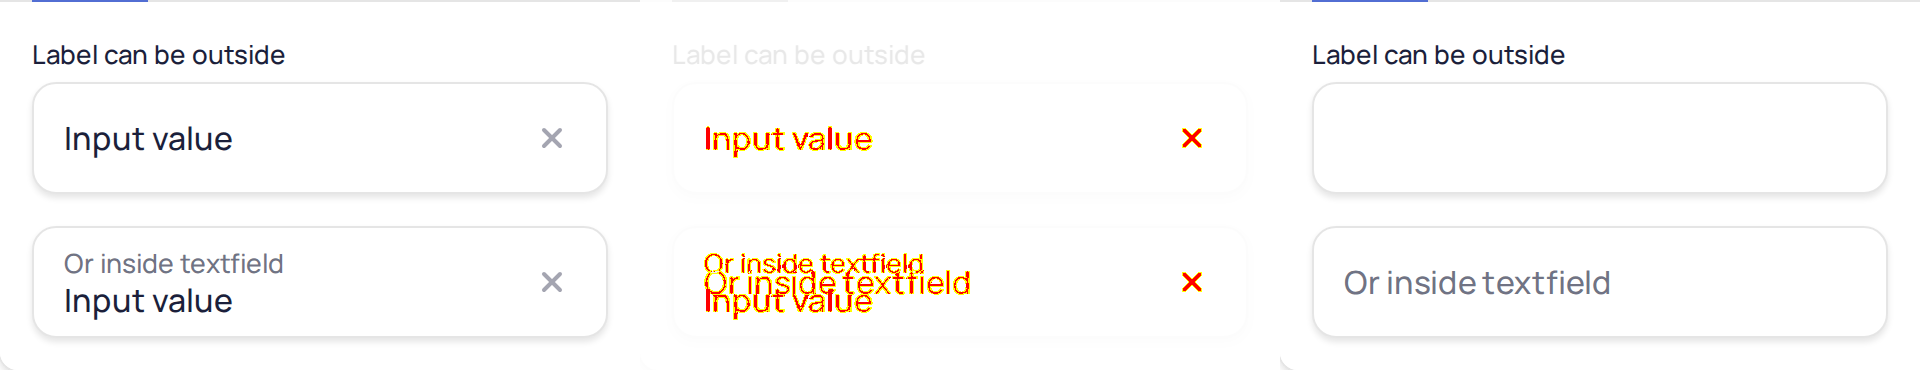 Label can be outside
Input value
Or inside textfield
Input value
Label can be outside
Input value
Or inside textfield
Or inside textfield
Input value
Label can be outside
Or inside textfield